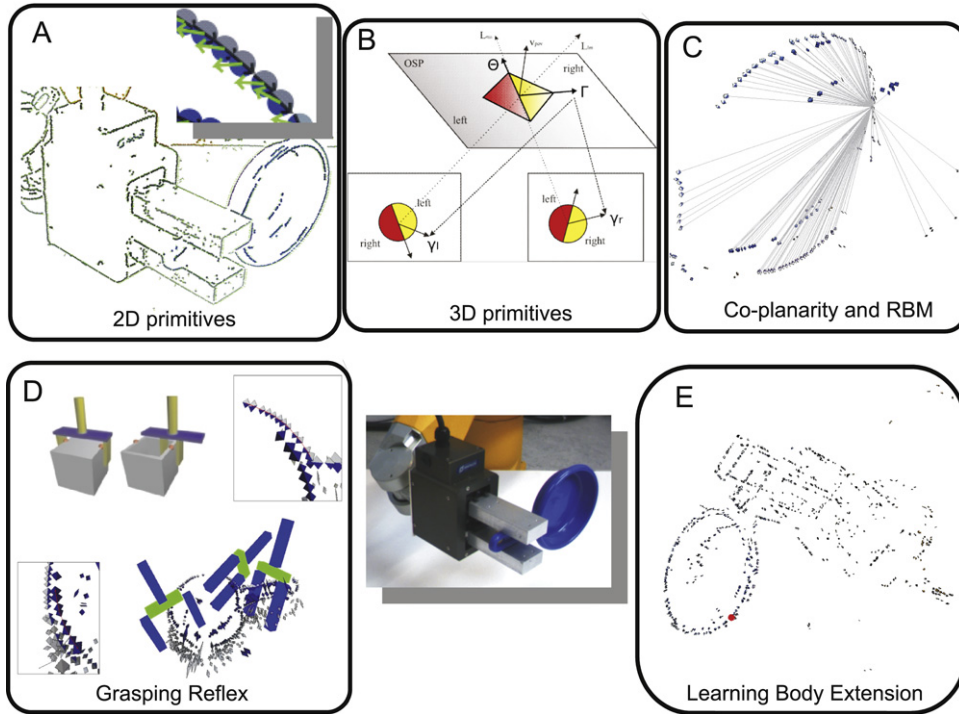 A
2D primitives
B
OSP
Θ
right
Γ
left
left
right
γl
left
right
γr
3D primitives
C
Co-planarity and RBM
D
Grasping Reflex
E
Learning Body Extension